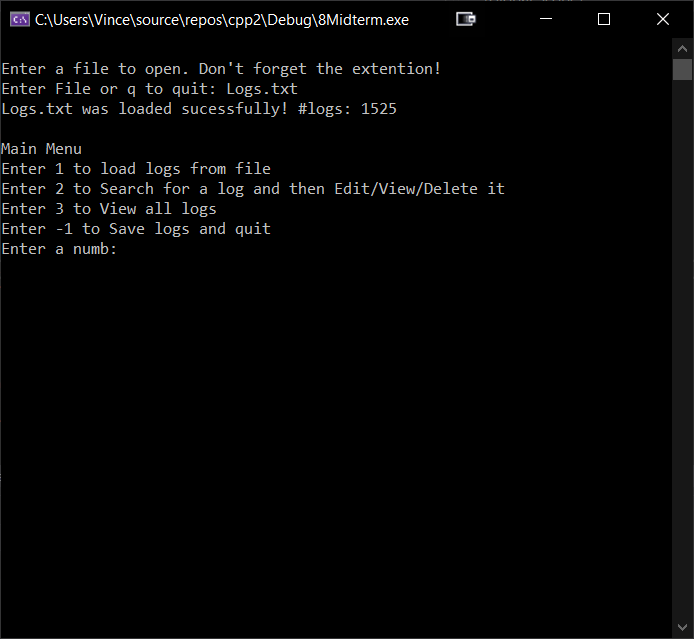 C:\Users\Vince\source\repos\cpp2\Debug\8Midterm.exe
Enter a file to open. Don't forget the extention!
Enter File or q to quit: Logs.txt
Logs.txt was loaded sucessfully! #logs: 1525
Main Menu
Enter 1 to load logs from file
Enter 2 to Search for a log and then Edit/View/Delete it
Enter 3 to View all logs
Enter -1 to Save logs and quit
Enter a numb: